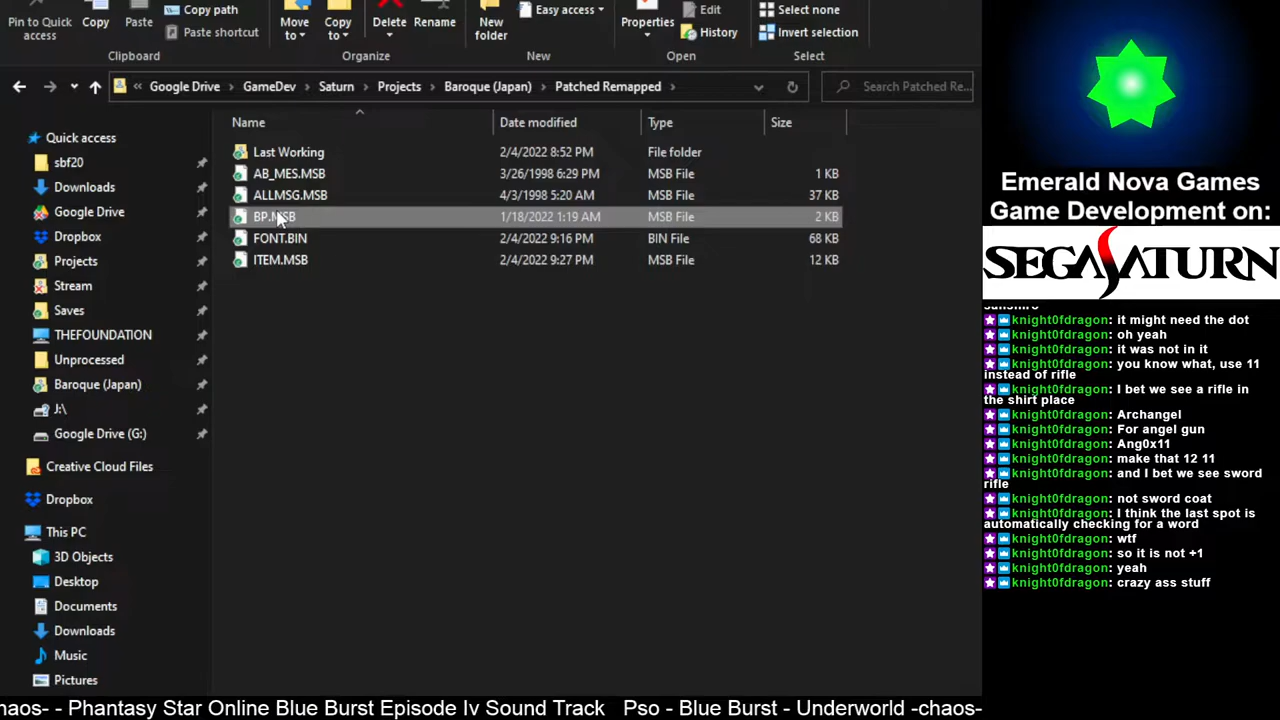 Pin to Quick access
Copy
Paste
Copy path
Paste shortcut
Move to
Copy to
Delete
Rename
New folder
Easy access
Properties
Edit
History
Select none
Invert selection
Clipboard
Organize
New
Open
Select
« Google Drive > GameDev > Saturn > Projects > Baroque (Japan) > Patched Remapped >
Search Patched Re...
Name Date modified Type Size
Last Working 2/4/2022 8:52 PM File folder
AB_MES.MSB 3/26/1998 6:29 PM MSB File 1 KB
ALLMSG.MSB 4/3/1998 5:20 AM MSB File 37 KB
BP.MSB 1/18/2022 1:19 AM MSB File 2 KB
FONT.BIN 2/4/2022 9:16 PM BIN File 68 KB
ITEM.MSB 2/4/2022 9:27 PM MSB File 12 KB
Quick access
sbf20
Downloads
Google Drive
Dropbox
Projects
Stream
Saves
THEFOUNDATION
Unprocessed
Baroque (Japan)
J:\
Google Drive (G:)
Creative Cloud Files
Dropbox
This PC
3D Objects
Desktop
Documents
Downloads
Music
Pictures
Emerald Nova Games
Game Development on:
SEGA SATURN
knight0fdragon: it might need the dot
knight0fdragon: oh yeah
knight0fdragon: it was not in it
knight0fdragon: you know what, use 11
instead of rifle
knight0fdragon: I bet we see a rifle in
the shirt place
knight0fdragon: Archangel
knight0fdragon: For angel gun
knight0fdragon: Ang0x11
knight0fdragon: make that 12 11
knight0fdragon: and I bet we see sword
rifle
knight0fdragon: not sword coat
knight0fdragon: I think the last spot is
automatically checking for a word
knight0fdragon: wtf
knight0fdragon: so it is not +1
knight0fdragon: yeah
knight0fdragon: crazy ass stuff
haos- - Phantasy Star Online Blue Burst Episode Iv Sound Track Pso - Blue Burst - Underworld -chaos-